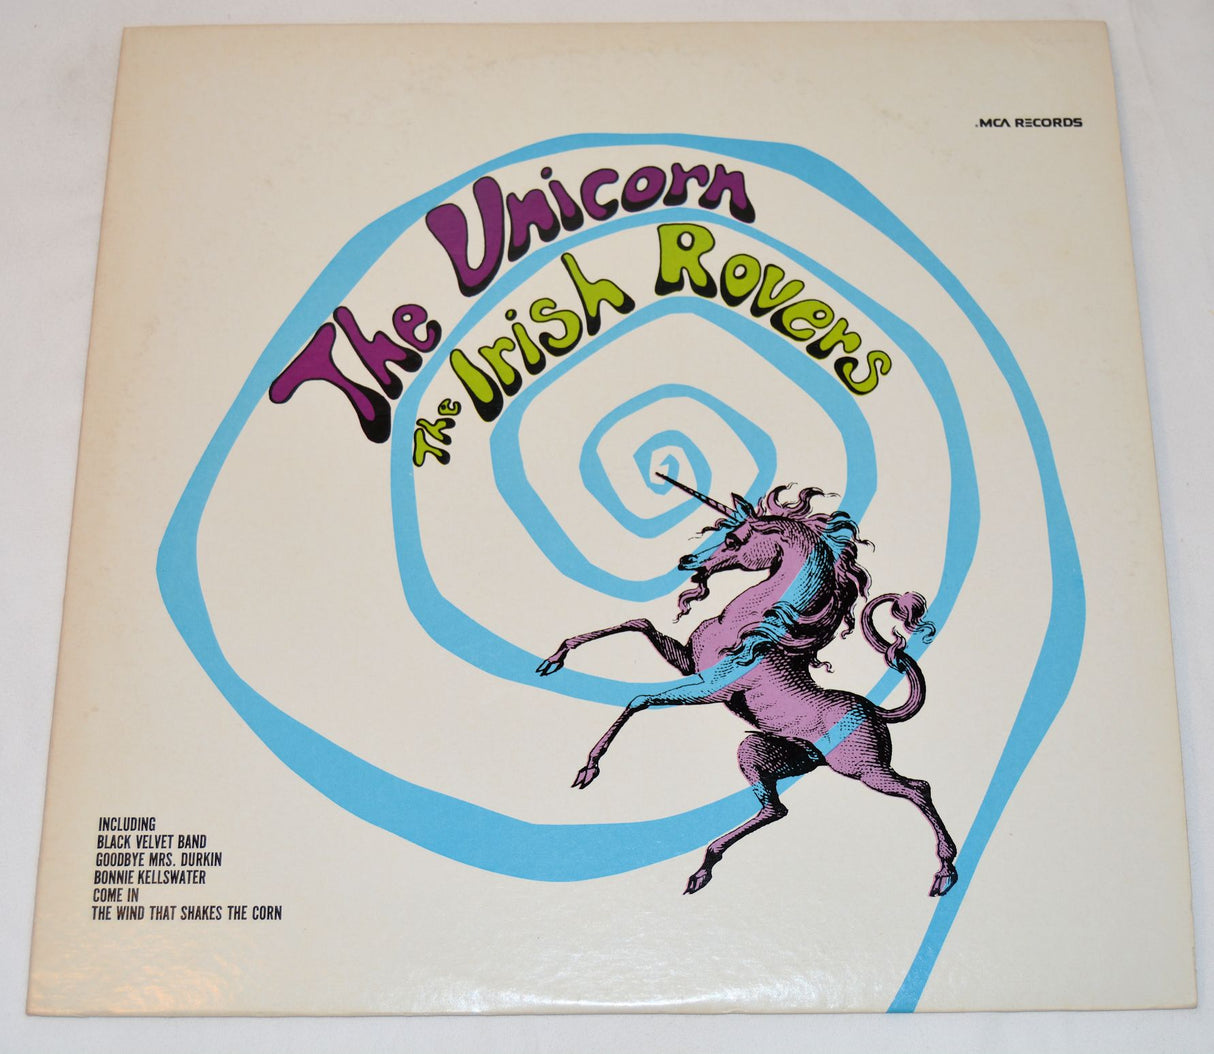 .MCA RECORDS
The Unicorn
The Irish Rovers
INCLUDING
BLACK VELVET BAND
GOODBYE MRS. DURKIN
BONNIE KELLSWATER
COME IN
THE WIND THAT SHAKES THE CORN